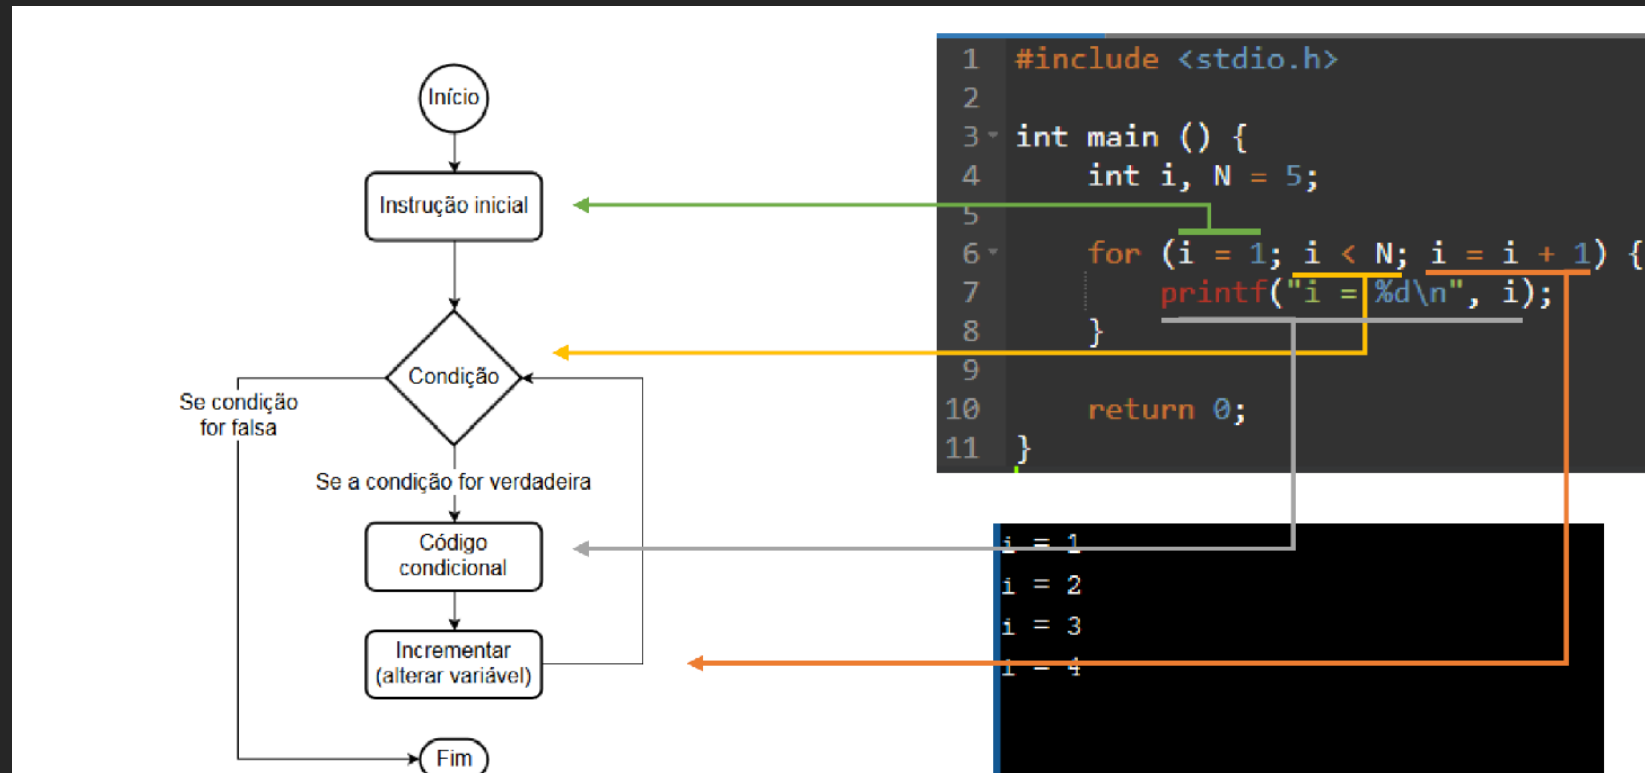 Início
Instrução inicial
Condição
Se condição
for falsa
Se a condição for verdadeira
Código
condicional
Incrementar
(alterar variável)
Fim
1 #include <stdio.h>
2
3 int main () {
4 int i, N = 5;
5
6 for (i = 1; i < N; i = i + 1) {
7 printf("i = %d\n", i);
8 }
9
10 return 0;
11 }
i = 1
i = 2
i = 3
i = 4